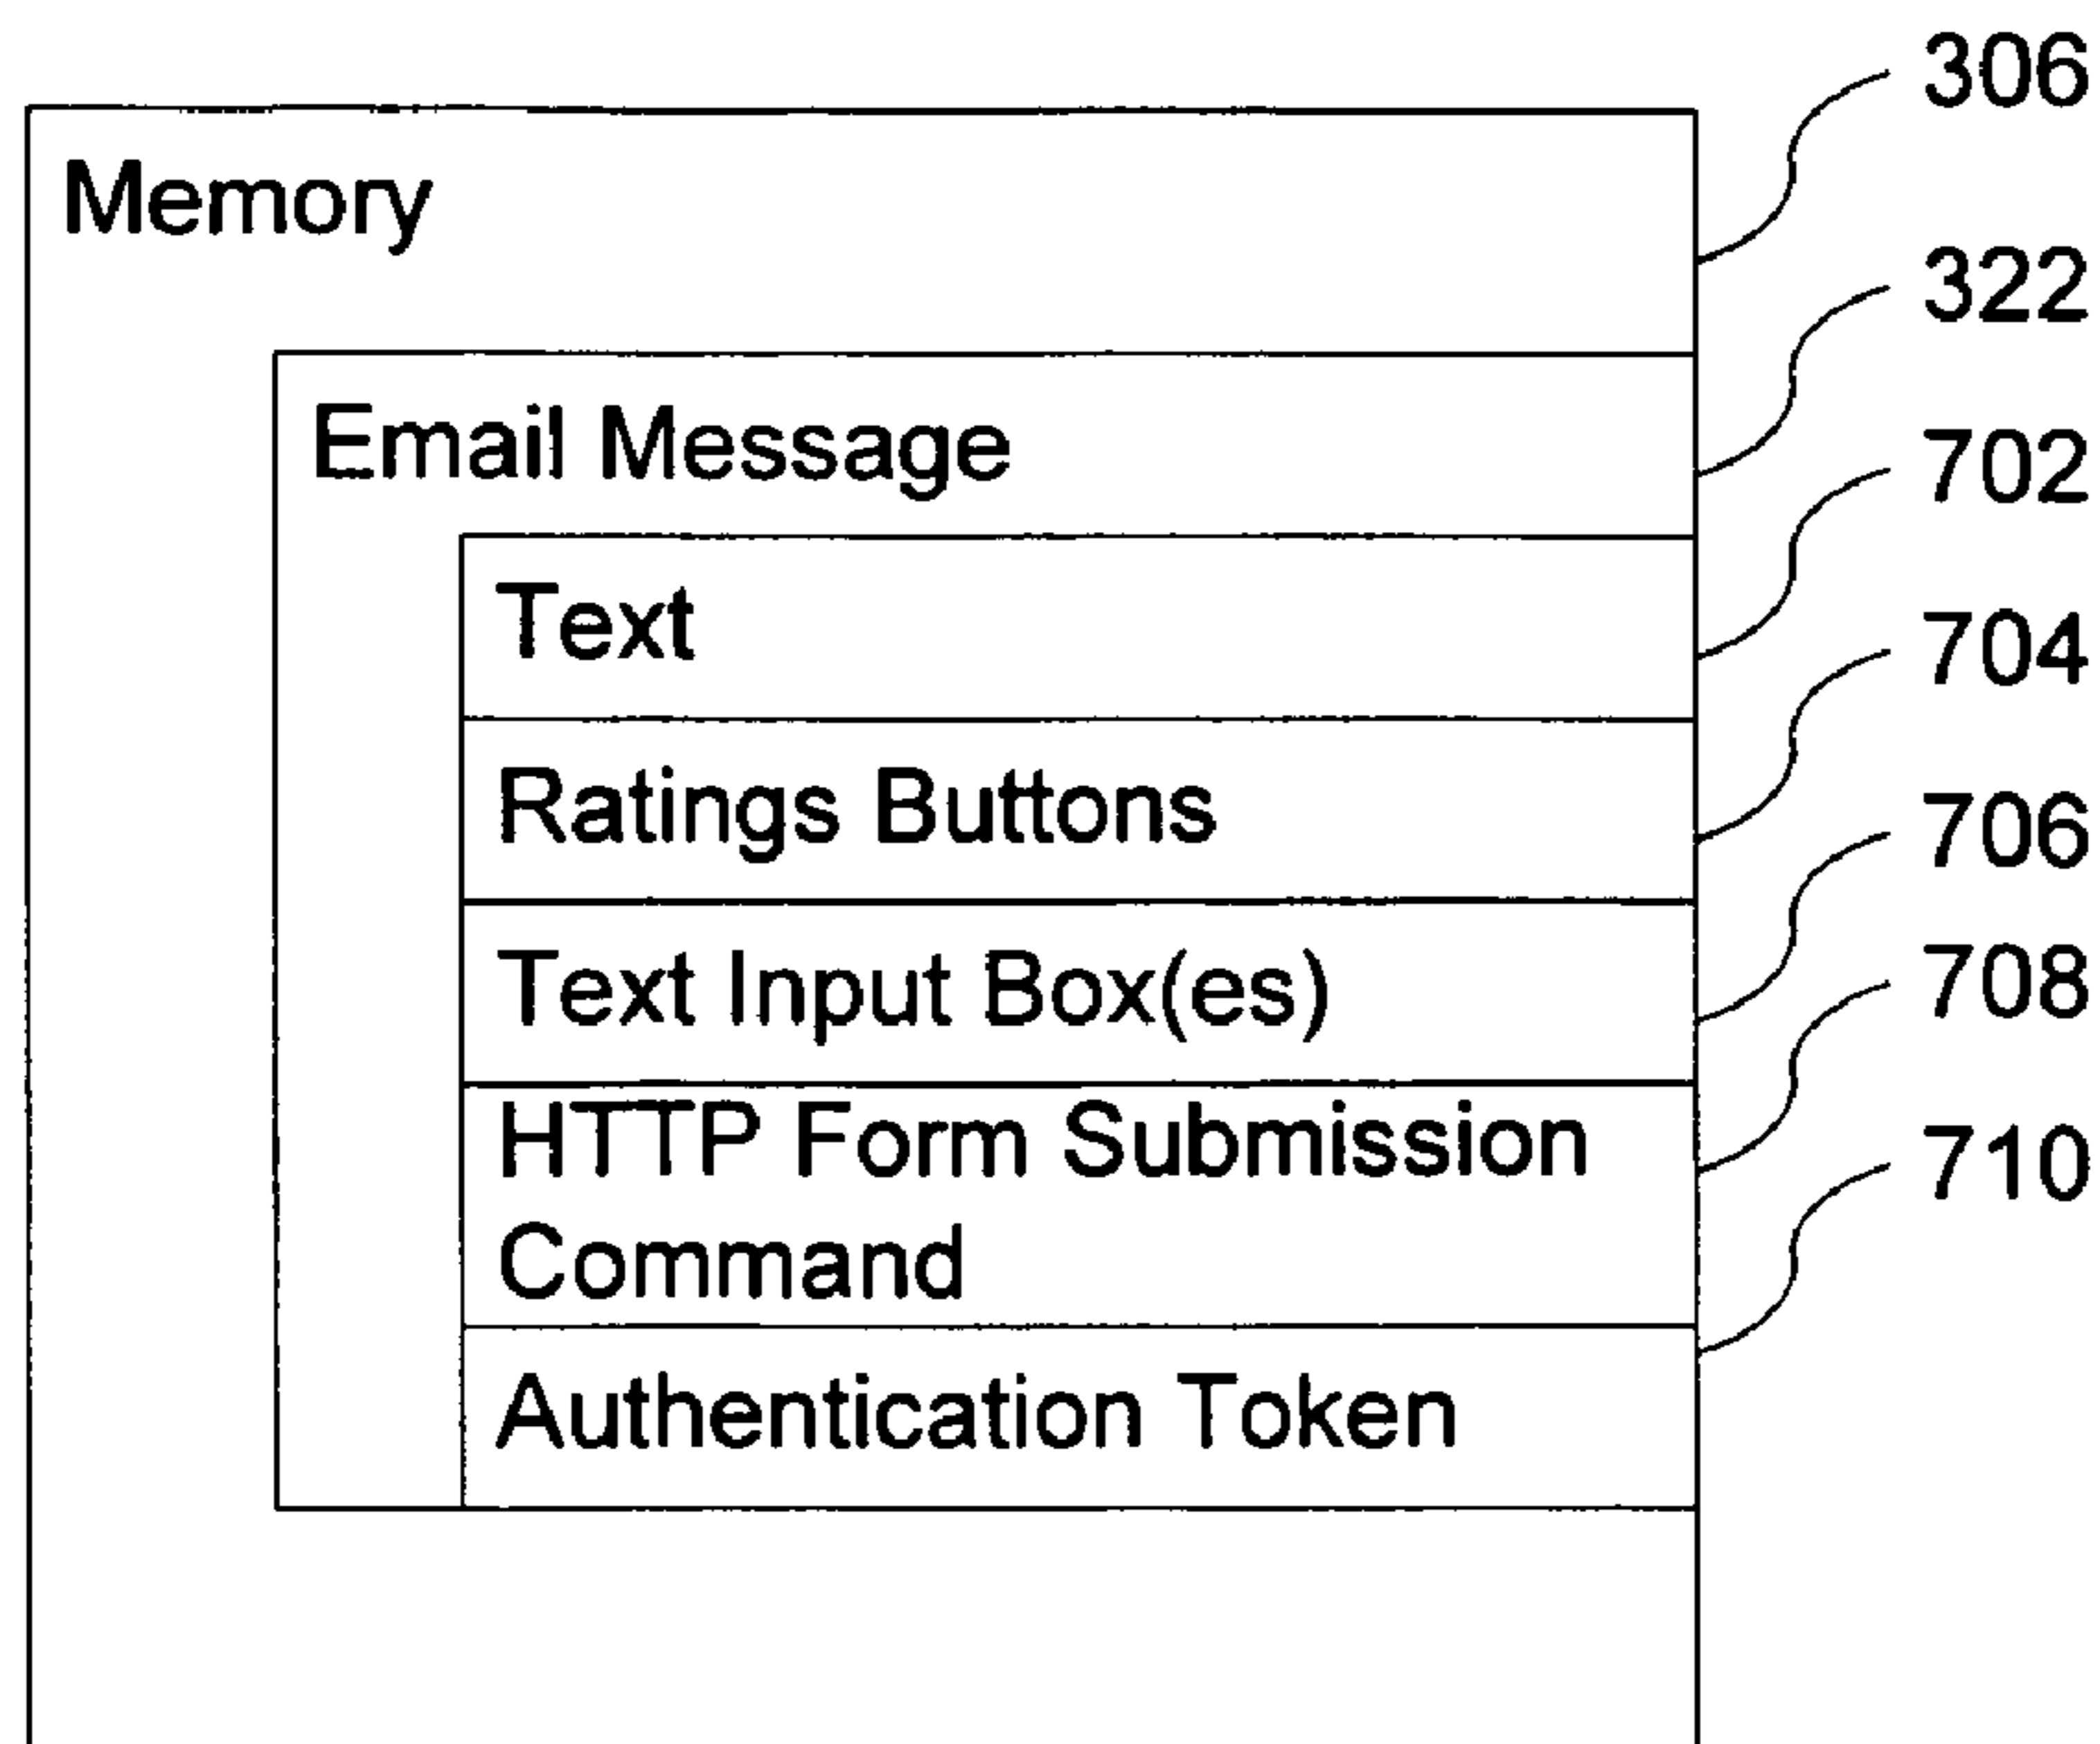 306
Memory
322
Email Message
702
Text
704
Ratings Buttons
706
Text Input Box(es)
708
HTTP Form Submission
Command
710
Authentication Token